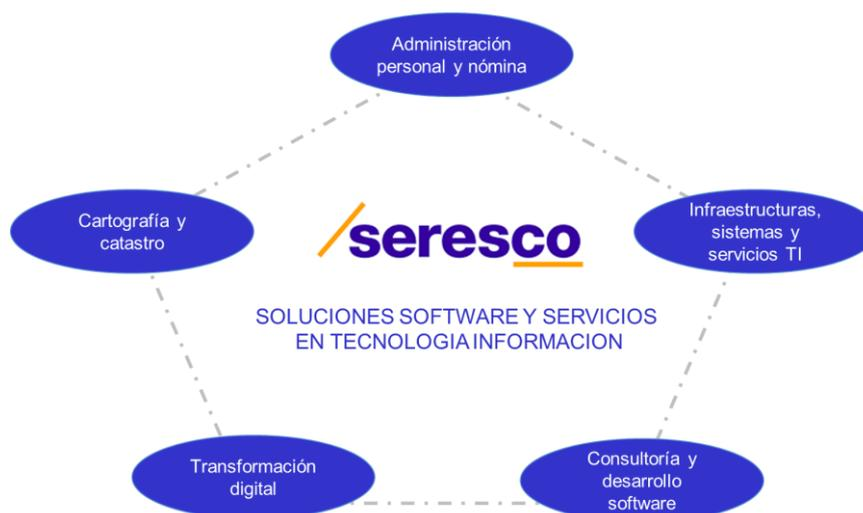 Administración
personal y nómina
Cartografía y
catastro
Infraestructuras,
sistemas y
servicios TI
seresco
SOLUCIONES SOFTWARE Y SERVICIOS
EN TECNOLOGIA INFORMACION
Transformación
digital
Consultoría y
desarrollo
software